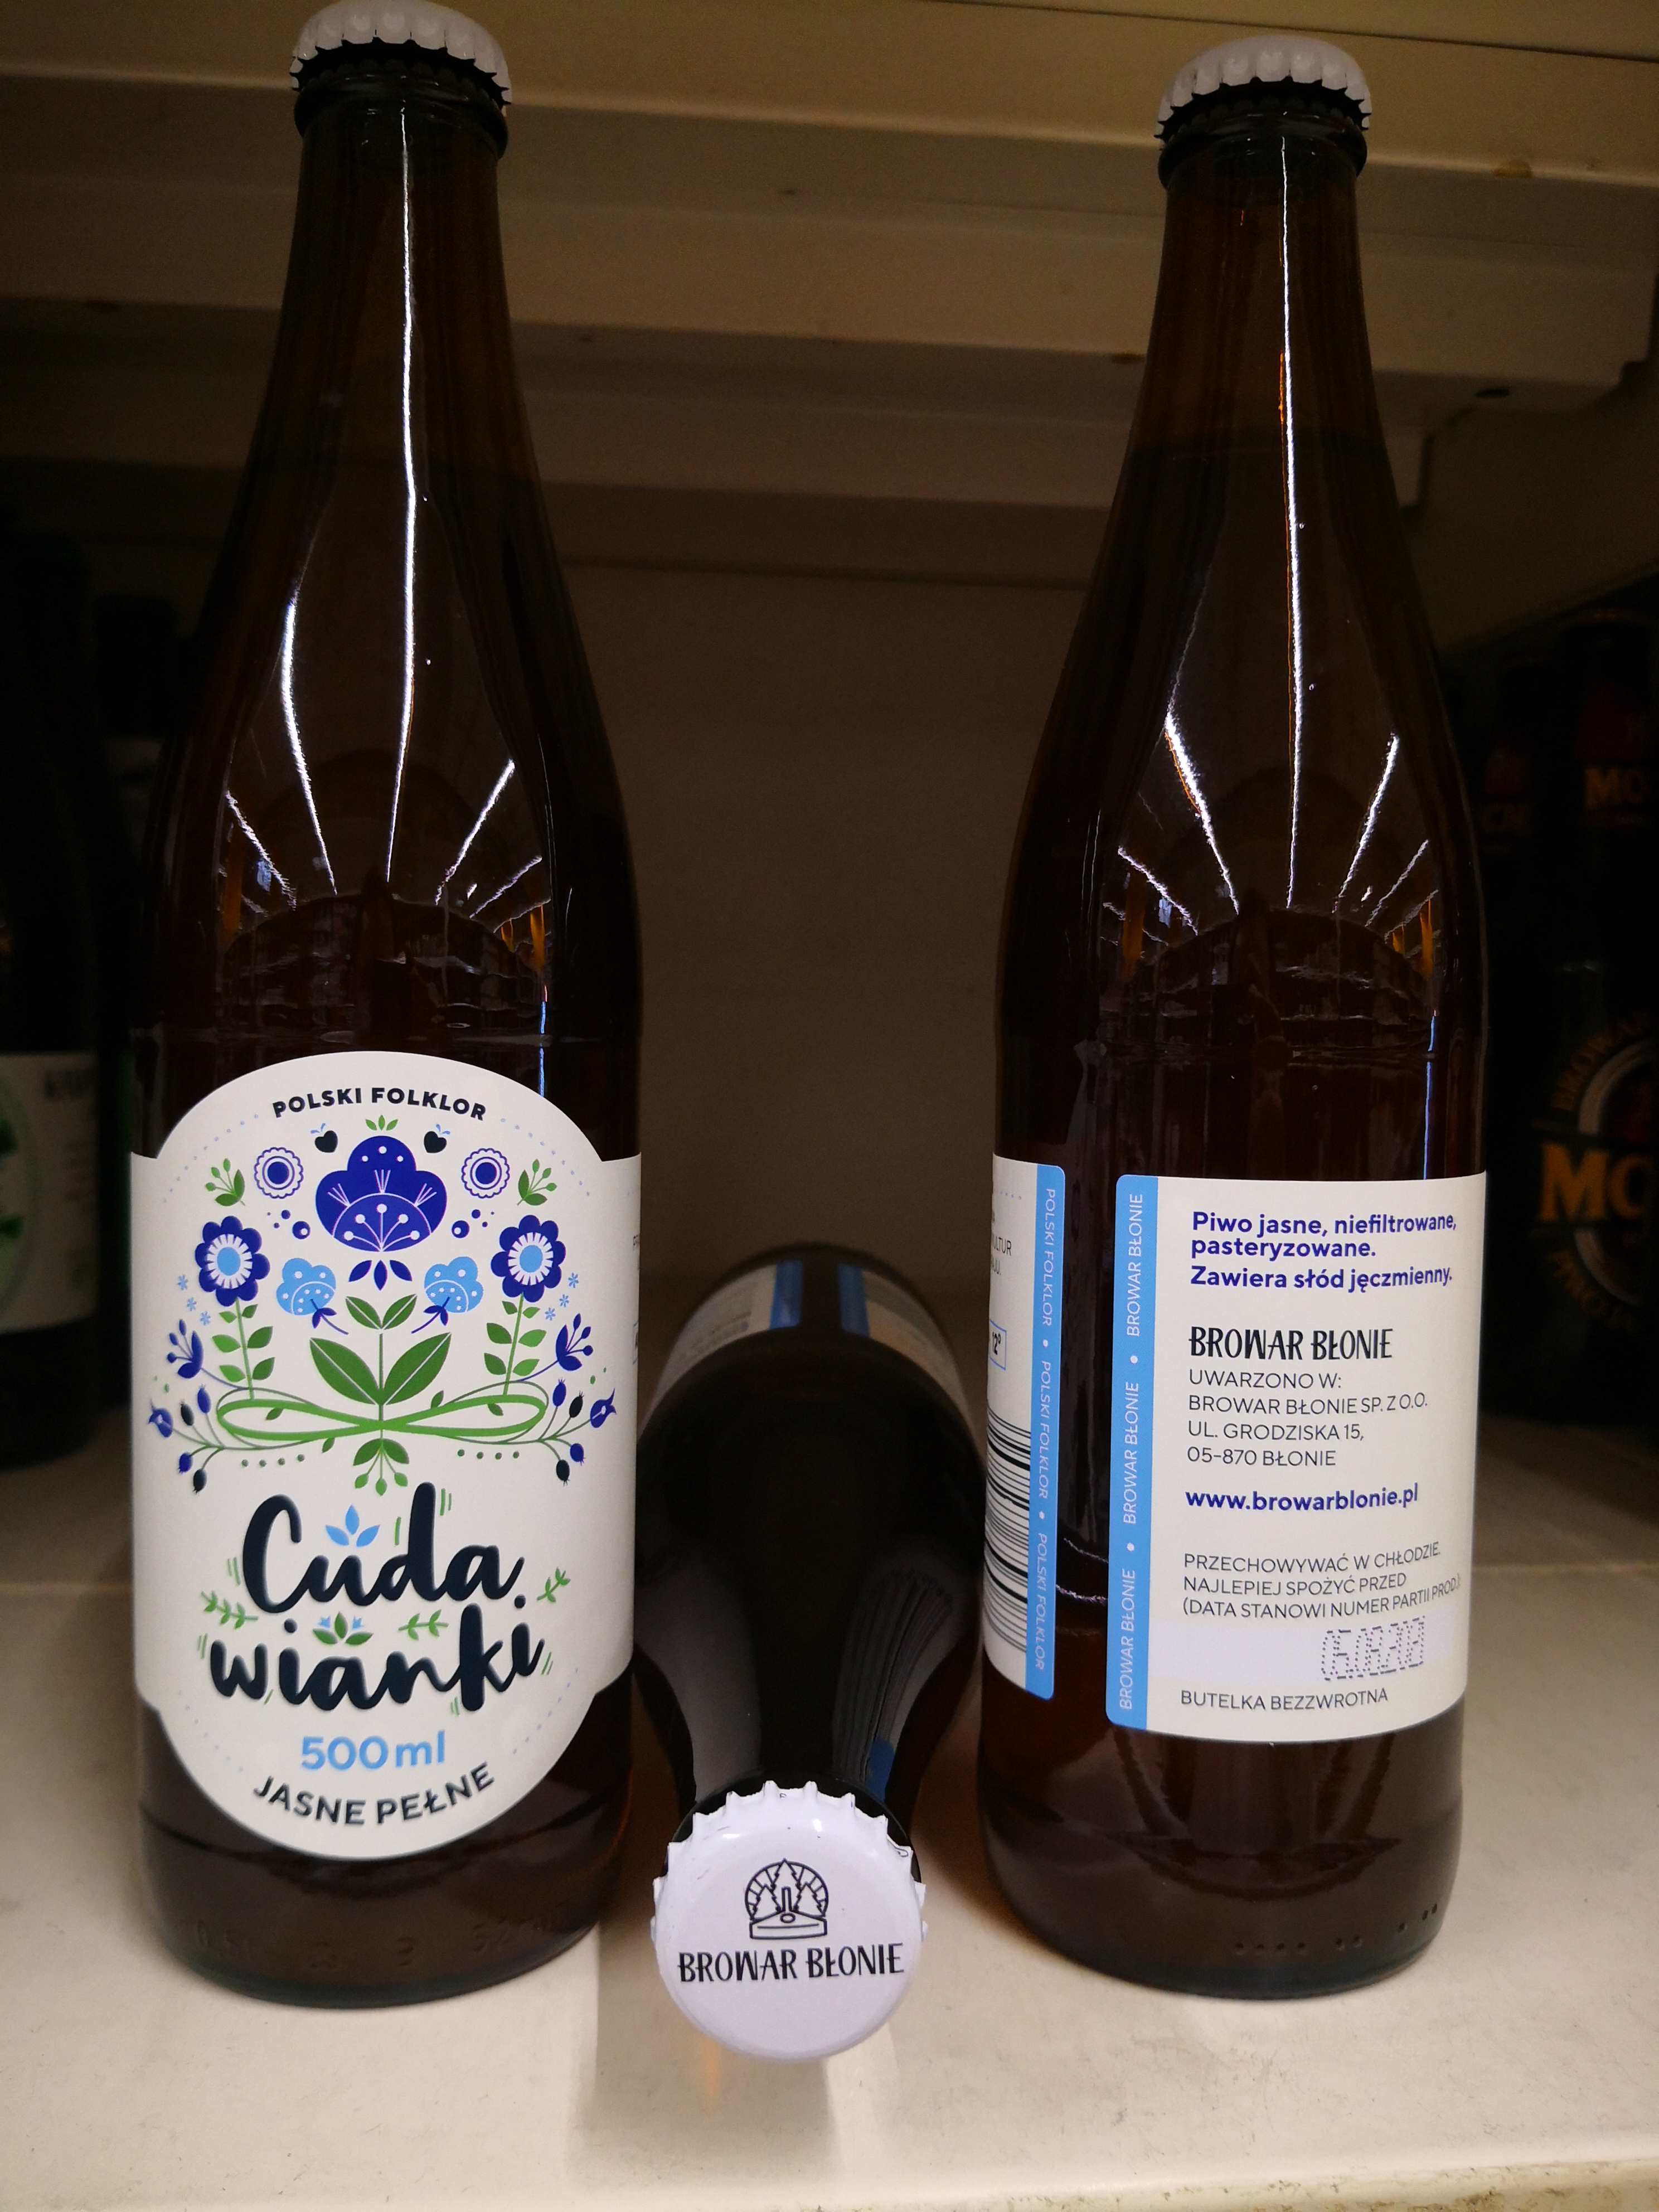 POLSKI FOLKLOR
Cuda
wianki
500 ml
JASNE PEŁNE
BROWAR BŁONIE
12°
POLSKI FOLKLOR • POLSKI FOLKLOR • POLSKI FOLKLOR
BROWAR BŁONIE • BROWAR BŁONIE • BROWAR BŁONIE
Piwo jasne, niefiltrowane,
pasteryzowane.
Zawiera słód jęczmienny.
BROWAR BŁONIE
UWARZONO W:
BROWAR BŁONIE SP. Z O.O.
UL. GRODZISKA 15,
05-870 BŁONIE
www.browarblonie.pl
PRZECHOWYWAĆ W CHŁODZIE.
NAJLEPIEJ SPOŻYĆ PRZED
(DATA STANOWI NUMER PARTII PROD.):
BUTELKA BEZZWROTNA